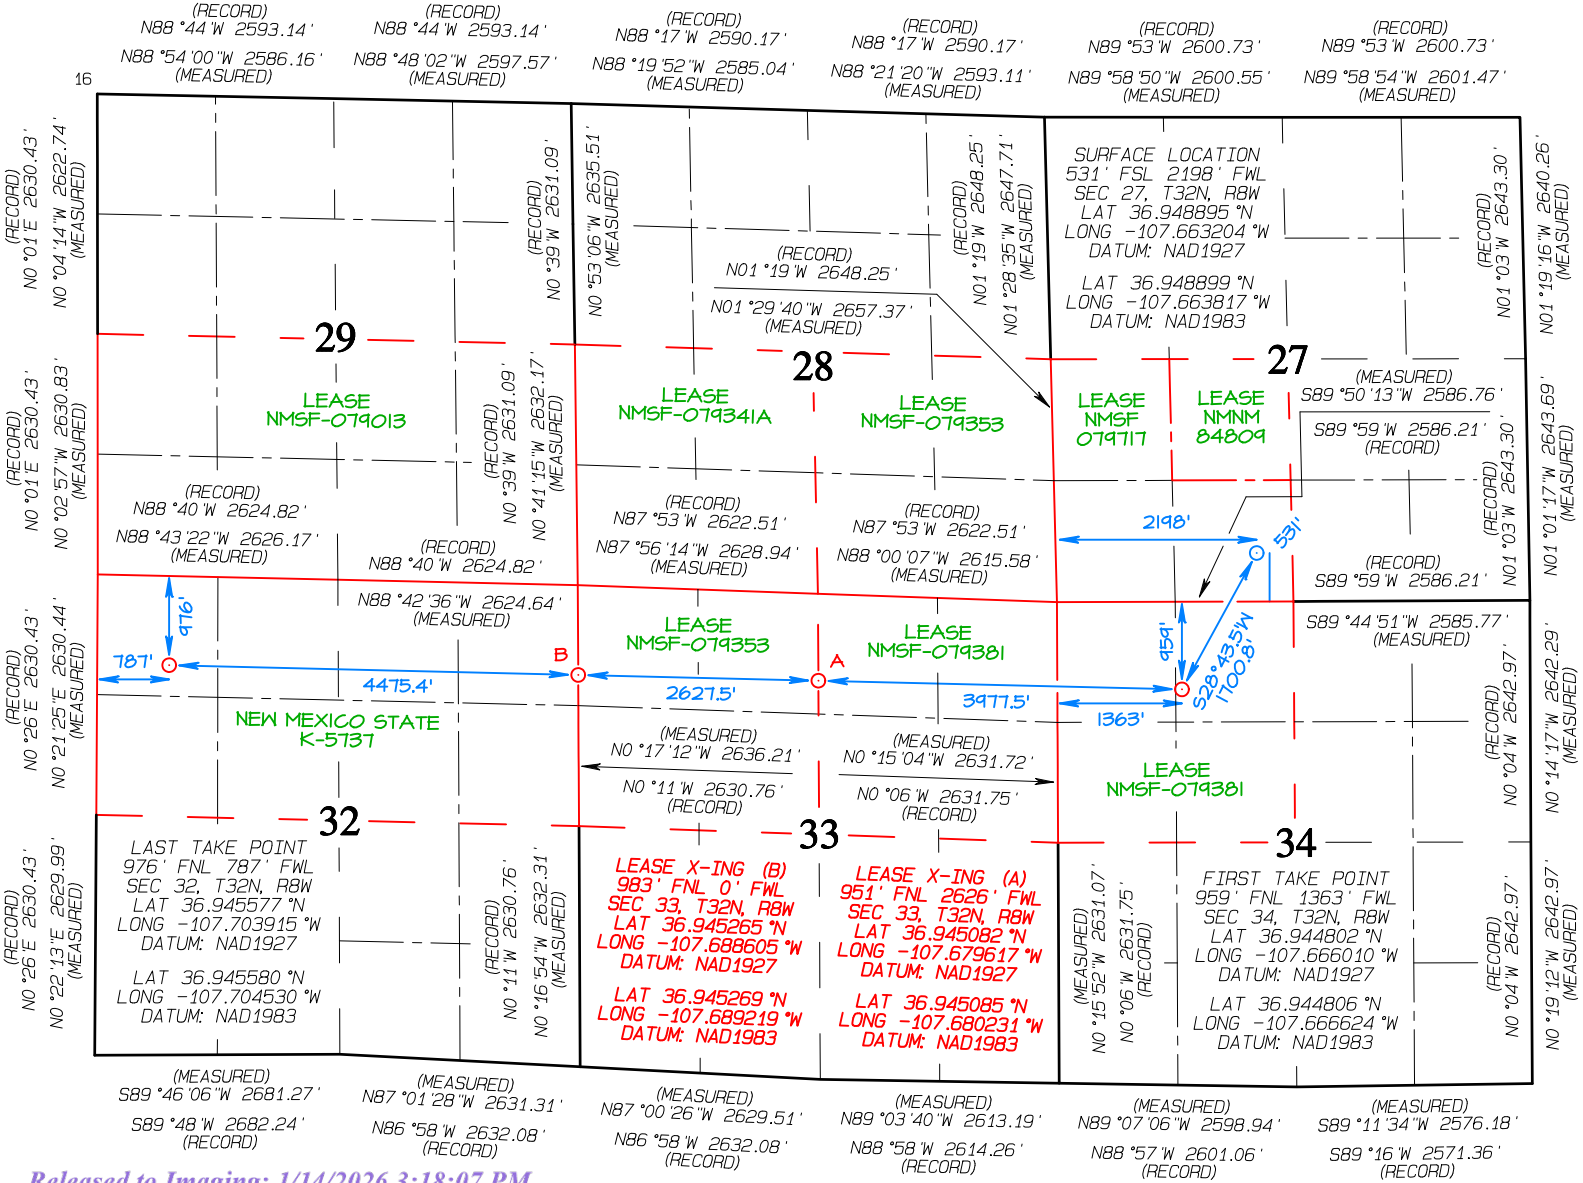 (RECORD)
N88°44'W 2593.14'
N88°54'00"W 2586.16'
(MEASURED)
(RECORD)
N88°44'W 2593.14'
N88°48'02"W 2597.57'
(MEASURED)
(RECORD)
N88°17'W 2590.17'
N88°19'52"W 2585.04'
(MEASURED)
(RECORD)
N88°17'W 2590.17'
N88°21'20"W 2593.11'
(MEASURED)
(RECORD)
N89°53'W 2600.73'
N89°58'50"W 2600.55'
(MEASURED)
(RECORD)
N89°53'W 2600.73'
N89°58'54"W 2601.47'
(MEASURED)
16
(RECORD)
N0°01'E 2630.43'
N0°04'14"W 2622.74'
(MEASURED)
(RECORD)
N0°39'W 2631.09'
N0°53'06"W 2635.51'
(MEASURED)
(RECORD)
N01°19'W 2648.25'
N01°28'35"W 2647.71'
(MEASURED)
SURFACE LOCATION
531' FSL 2198' FWL
SEC 27, T32N, R8W
LAT 36.948895°N
LONG -107.663204°W
DATUM: NAD1927
LAT 36.948899°N
LONG -107.663817°W
DATUM: NAD1983
(RECORD)
N01°03'W 2643.30'
N01°19'16"W 2640.26'
(MEASURED)
(RECORD)
N01°19'W 2648.25'
N01°29'40"W 2657.37'
(MEASURED)
29
28
27
(RECORD)
N0°01'E 2630.43'
N0°02'57"W 2630.83'
(MEASURED)
LEASE
NMSF-079013
(RECORD)
N0°39'W 2631.09'
N0°41'15"W 2632.17'
(MEASURED)
LEASE
NMSF-079341A
LEASE
NMSF-079353
LEASE
NMSF
079717
LEASE
NMNM
84809
(MEASURED)
S89°50'13"W 2586.76'
S89°59'W 2586.21'
(RECORD)
(RECORD)
N01°03'W 2643.30'
N01°01'17"W 2643.69'
(MEASURED)
(RECORD)
N88°40'W 2624.82'
N88°43'22"W 2626.17'
(MEASURED)
(RECORD)
N88°40'W 2624.82'
N88°42'36"W 2624.64'
(MEASURED)
(RECORD)
N87°53'W 2622.51'
N87°56'14"W 2628.94'
(MEASURED)
(RECORD)
N87°53'W 2622.51'
N88°00'07"W 2615.58'
(MEASURED)
2198'
531'
(RECORD)
S89°59'W 2586.21'
S89°44'51"W 2585.77'
(MEASURED)
(RECORD)
N0°26'E 2630.43'
N0°21'25"E 2630.44'
(MEASURED)
976'
787'
4475.4'
B
LEASE
NMSF-079353
2627.5'
A
LEASE
NMSF-079381
3977.5'
959'
1363'
S28°43.5'W
1700.8'
(RECORD)
N0°04'W 2642.97'
N0°14'17"W 2642.29'
(MEASURED)
NEW MEXICO STATE
K-5737
(MEASURED)
N0°17'12"W 2636.21'
N0°11'W 2630.76'
(RECORD)
(MEASURED)
N0°15'04"W 2631.72'
N0°06'W 2631.75'
(RECORD)
LEASE
NMSF-079381
32
33
34
(RECORD)
N0°26'E 2630.43'
N0°22'13"E 2629.99'
(MEASURED)
LAST TAKE POINT
976' FNL 787' FWL
SEC 32, T32N, R8W
LAT 36.945577°N
LONG -107.703915°W
DATUM: NAD1927
LAT 36.945580°N
LONG -107.704530°W
DATUM: NAD1983
(RECORD)
N0°11'W 2630.76'
N0°16'54"W 2632.31'
(MEASURED)
LEASE X-ING (B)
983' FNL 0' FWL
SEC 33, T32N, R8W
LAT 36.945265°N
LONG -107.688605°W
DATUM: NAD1927
LAT 36.945269°N
LONG -107.689219°W
DATUM: NAD1983
LEASE X-ING (A)
951' FNL 2626' FWL
SEC 33, T32N, R8W
LAT 36.945082°N
LONG -107.679617°W
DATUM: NAD1927
LAT 36.945085°N
LONG -107.680231°W
DATUM: NAD1983
(MEASURED)
N0°15'52"W 2631.07'
N0°06'W 2631.75'
(RECORD)
FIRST TAKE POINT
959' FNL 1363' FWL
SEC 34, T32N, R8W
LAT 36.944802°N
LONG -107.666010°W
DATUM: NAD1927
LAT 36.944806°N
LONG -107.666624°W
DATUM: NAD1983
(RECORD)
N0°04'W 2642.97'
N0°19'12"W 2642.97'
(MEASURED)
(MEASURED)
S89°46'06"W 2681.27'
S89°48'W 2682.24'
(RECORD)
(MEASURED)
N87°01'28"W 2631.31'
N86°58'W 2632.08'
(RECORD)
(MEASURED)
N87°00'26"W 2629.51'
N86°58'W 2632.08'
(RECORD)
(MEASURED)
N89°03'40"W 2613.19'
N88°58'W 2614.26'
(RECORD)
(MEASURED)
N89°07'06"W 2598.94'
N88°57'W 2601.06'
(RECORD)
(MEASURED)
S89°11'34"W 2576.18'
S89°16'W 2571.36'
(RECORD)
Released to Imaging: 1/14/2026 3:18:07 PM